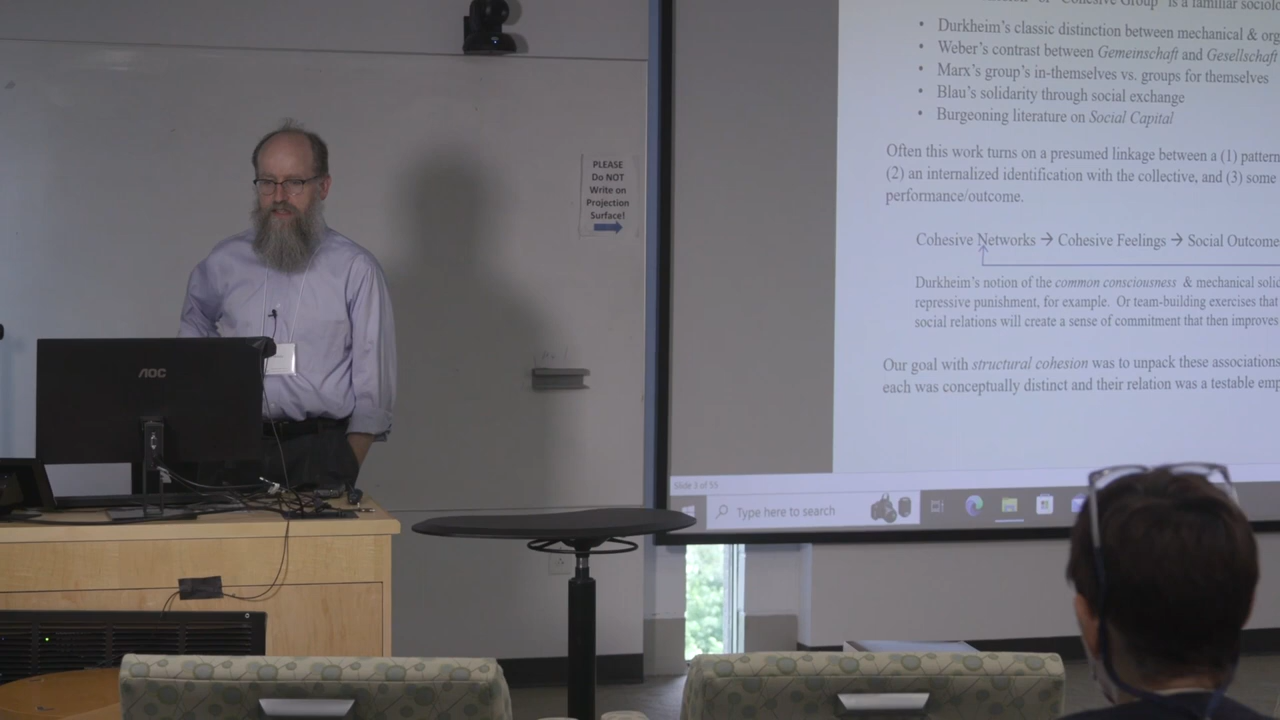 "Cohesive Group" is a familiar
• Durkheim's classic distinction between mechanical &
• Weber's contrast between Gemeinschaft and Gesellschaft
• Marx's group's in-themselves vs. groups for themselves
• Blau's solidarity through social exchange
• Burgeoning literature on Social Capital
Often this work turns on a presumed linkage between a (1)
(2) an internalized identification with the collective, and (3) some
performance/outcome.
Cohesive Networks → Cohesive Feelings → Social
Durkheim's notion of the common consciousness & mechanical
repressive punishment, for example. Or team-building exercises that
social relations will create a sense of commitment that then improves
Our goal with structural cohesion was to unpack these associations
each was conceptually distinct and their relation was a testable
Slide 3 of 55
Type here to search
PLEASE
Do NOT
Write on
Projection
Surface!
AOC